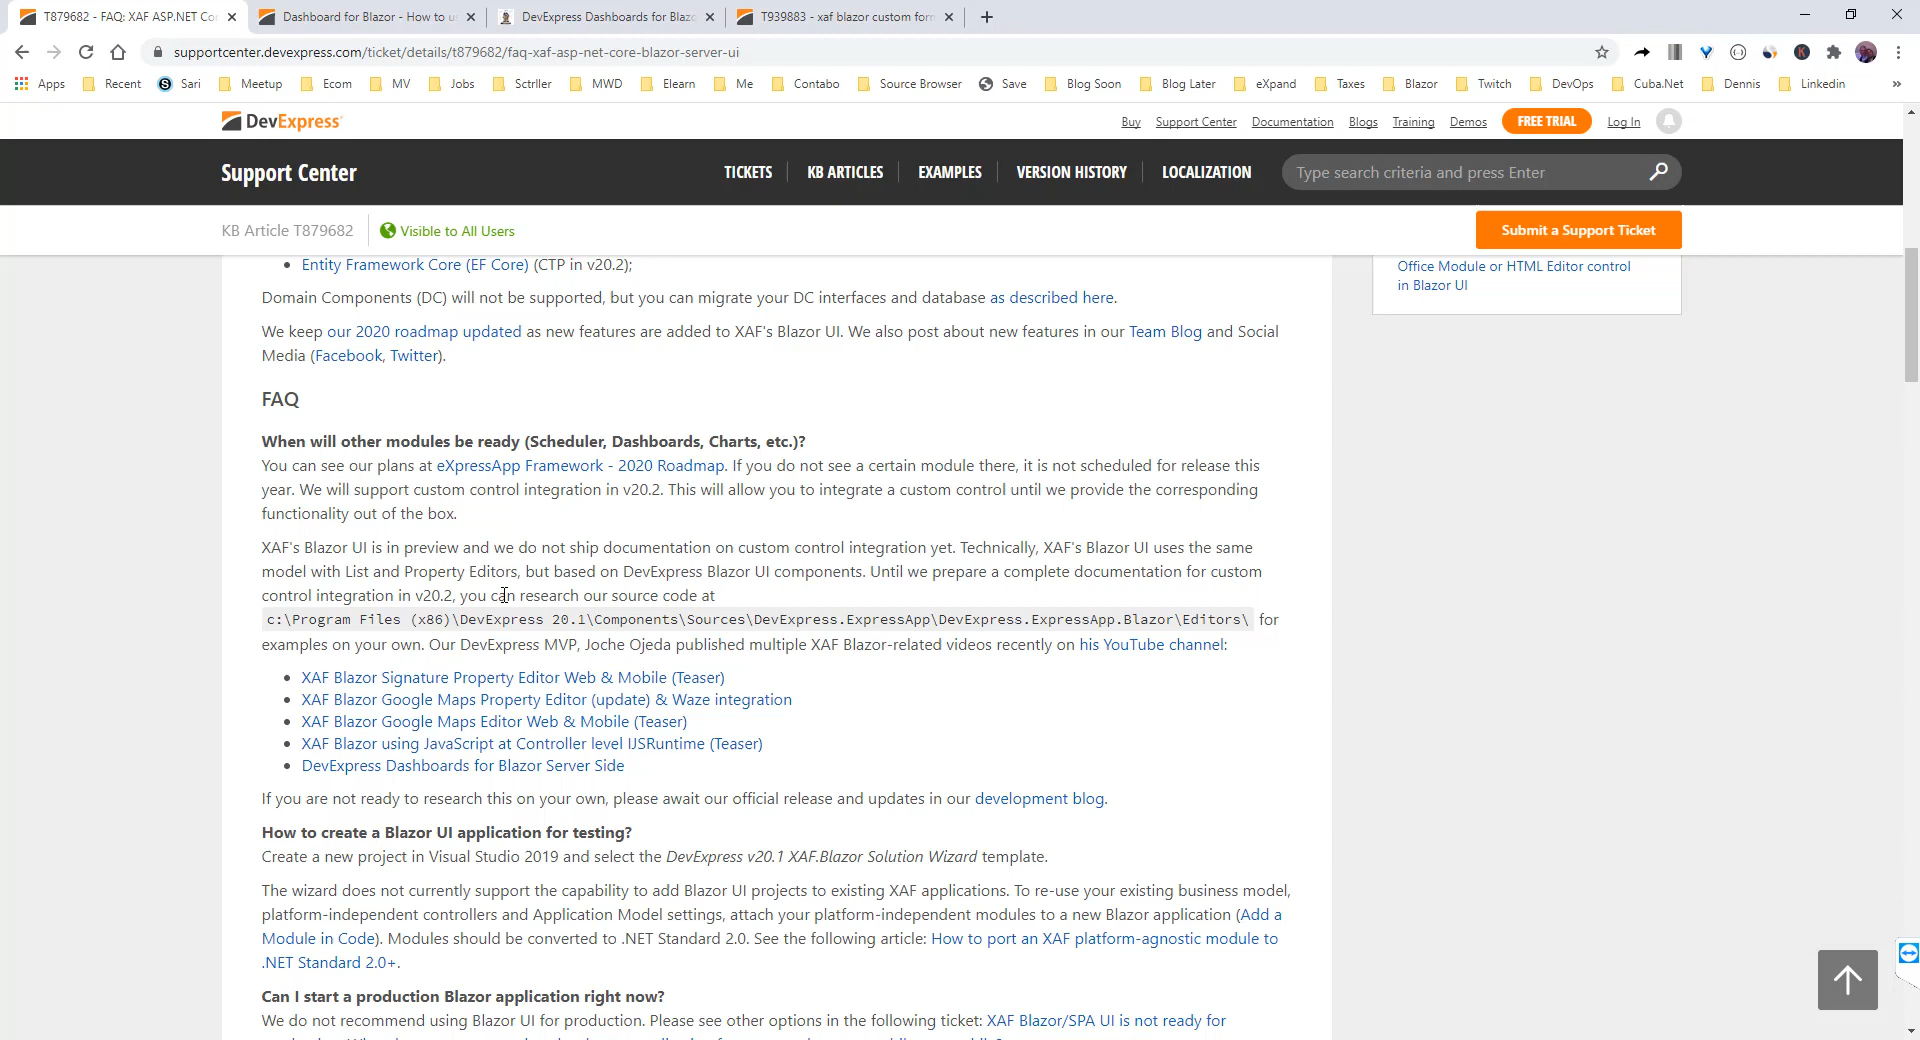 T879682 - FAQ: XAF ASP.NET Co
Dashboard for Blazor - How to u
DevExpress Dashboards for Blaz
T939883 - xaf blazor custom for
supportcenter.devexpress.com/ticket/details/t879682/faq-xaf-asp-net-core-blazor-server-ui
Apps Recent Sari Meetup Ecom MV Jobs Sctrller MWD Elearn Me Contabo Source Browser Save Blog Soon Blog Later eXpand Taxes Blazor Twitch DevOps Cuba.Net Dennis Linkedin »
DevExpress
Buy Support Center Documentation Blogs Training Demos FREE TRIAL Log In
Support Center
TICKETS KB ARTICLES EXAMPLES VERSION HISTORY LOCALIZATION
Type search criteria and press Enter
KB Article T879682
Visible to All Users
Submit a Support Ticket
• Entity Framework Core (EF Core) (CTP in v20.2);
Office Module or HTML Editor control
in Blazor UI
Domain Components (DC) will not be supported, but you can migrate your DC interfaces and database as described here.
We keep our 2020 roadmap updated as new features are added to XAF's Blazor UI. We also post about new features in our Team Blog and Social
Media (Facebook, Twitter).
FAQ
When will other modules be ready (Scheduler, Dashboards, Charts, etc.)?
You can see our plans at eXpressApp Framework - 2020 Roadmap. If you do not see a certain module there, it is not scheduled for release this
year. We will support custom control integration in v20.2. This will allow you to integrate a custom control until we provide the corresponding
functionality out of the box.
XAF's Blazor UI is in preview and we do not ship documentation on custom control integration yet. Technically, XAF's Blazor UI uses the same
model with List and Property Editors, but based on DevExpress Blazor UI components. Until we prepare a complete documentation for custom
control integration in v20.2, you can research our source code at
c:\Program Files (x86)\DevExpress 20.1\Components\Sources\DevExpress.ExpressApp\DevExpress.ExpressApp.Blazor\Editors\ for
examples on your own. Our DevExpress MVP, Joche Ojeda published multiple XAF Blazor-related videos recently on his YouTube channel:
• XAF Blazor Signature Property Editor Web & Mobile (Teaser)
• XAF Blazor Google Maps Property Editor (update) & Waze integration
• XAF Blazor Google Maps Editor Web & Mobile (Teaser)
• XAF Blazor using JavaScript at Controller level IJSRuntime (Teaser)
• DevExpress Dashboards for Blazor Server Side
If you are not ready to research this on your own, please await our official release and updates in our development blog.
How to create a Blazor UI application for testing?
Create a new project in Visual Studio 2019 and select the DevExpress v20.1 XAF.Blazor Solution Wizard template.
The wizard does not currently support the capability to add Blazor UI projects to existing XAF applications. To re-use your existing business model,
platform-independent controllers and Application Model settings, attach your platform-independent modules to a new Blazor application (Add a
Module in Code). Modules should be converted to .NET Standard 2.0. See the following article: How to port an XAF platform-agnostic module to
.NET Standard 2.0+.
Can I start a production Blazor application right now?
We do not recommend using Blazor UI for production. Please see other options in the following ticket: XAF Blazor/SPA UI is not ready for